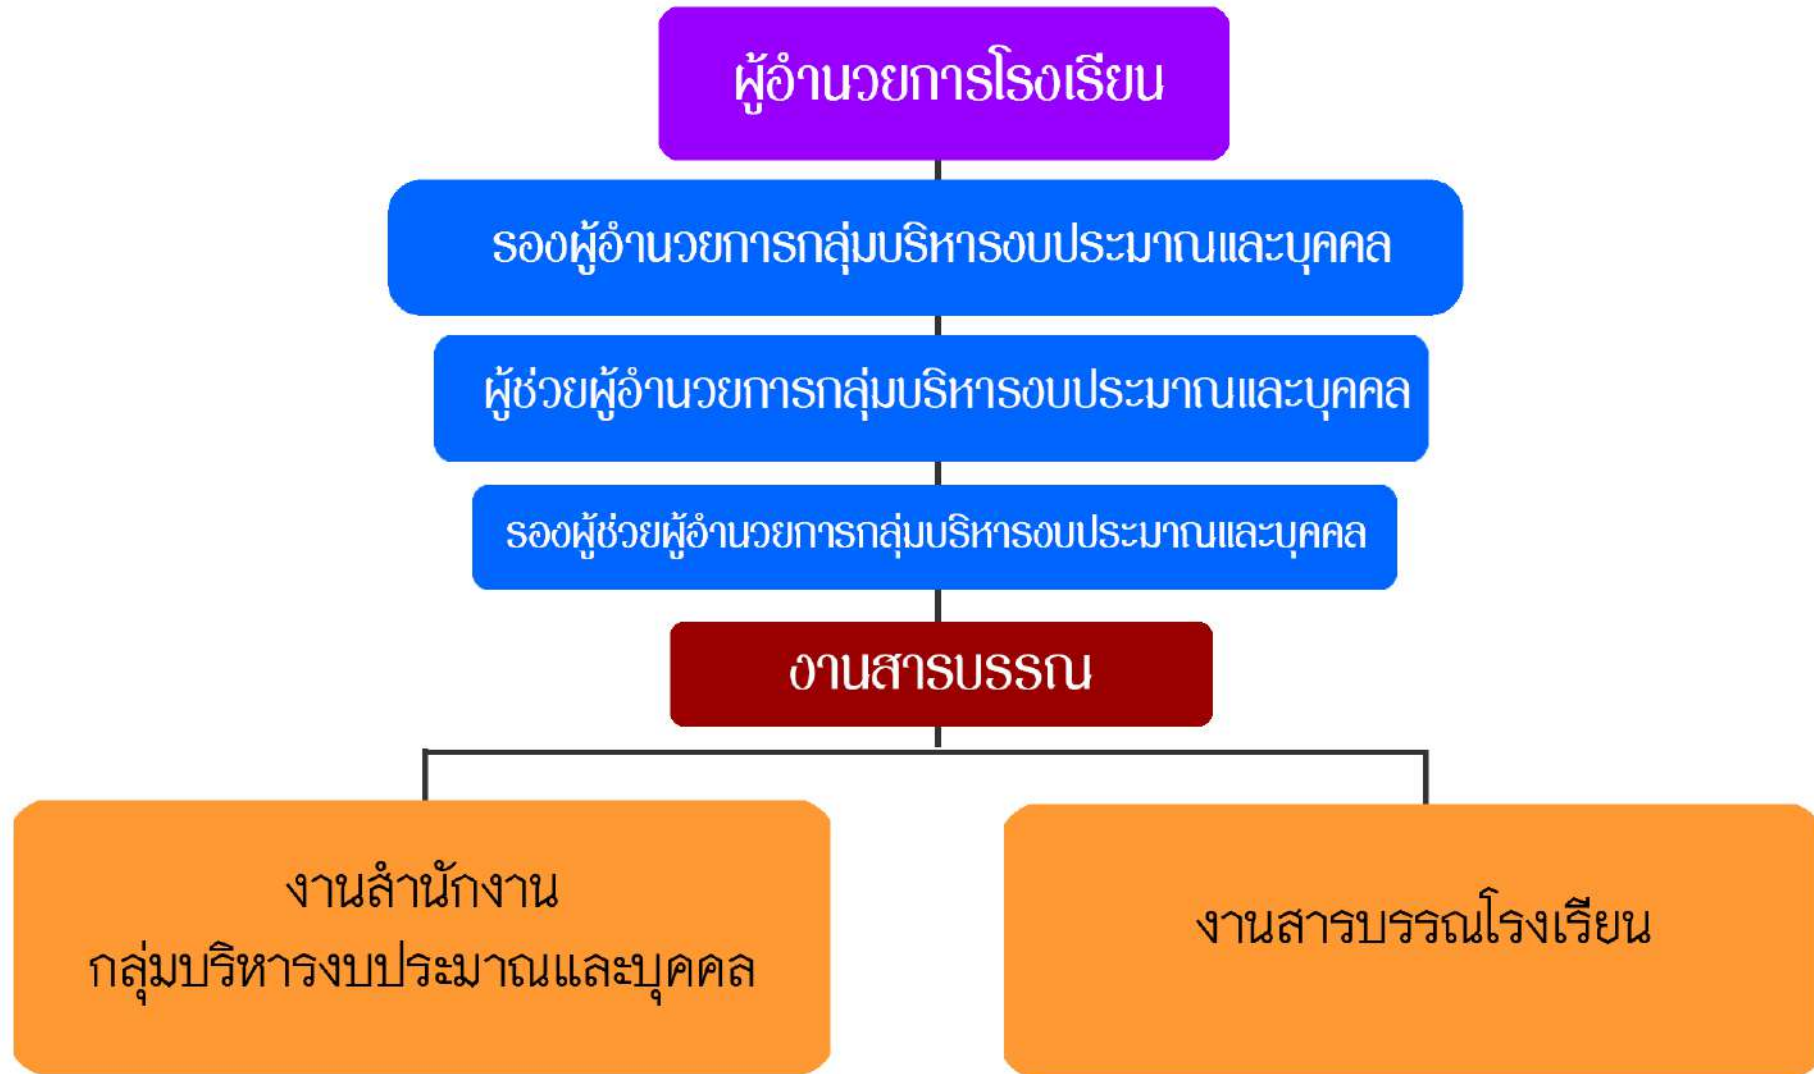 ผู้อำนวยการโรงเรียน
รองผู้อำนวยการกลุ่มบริหารงบประมาณและบุคคล
ผู้ช่วยผู้อำนวยการกลุ่มบริหารงบประมาณและบุคคล
รองผู้ช่วยผู้อำนวยการกลุ่มบริหารงบประมาณและบุคคล
งานสารบรรณ
งานสำนักงาน
กลุ่มบริหารงบประมาณและบุคคล
งานสารบรรณโรงเรียน